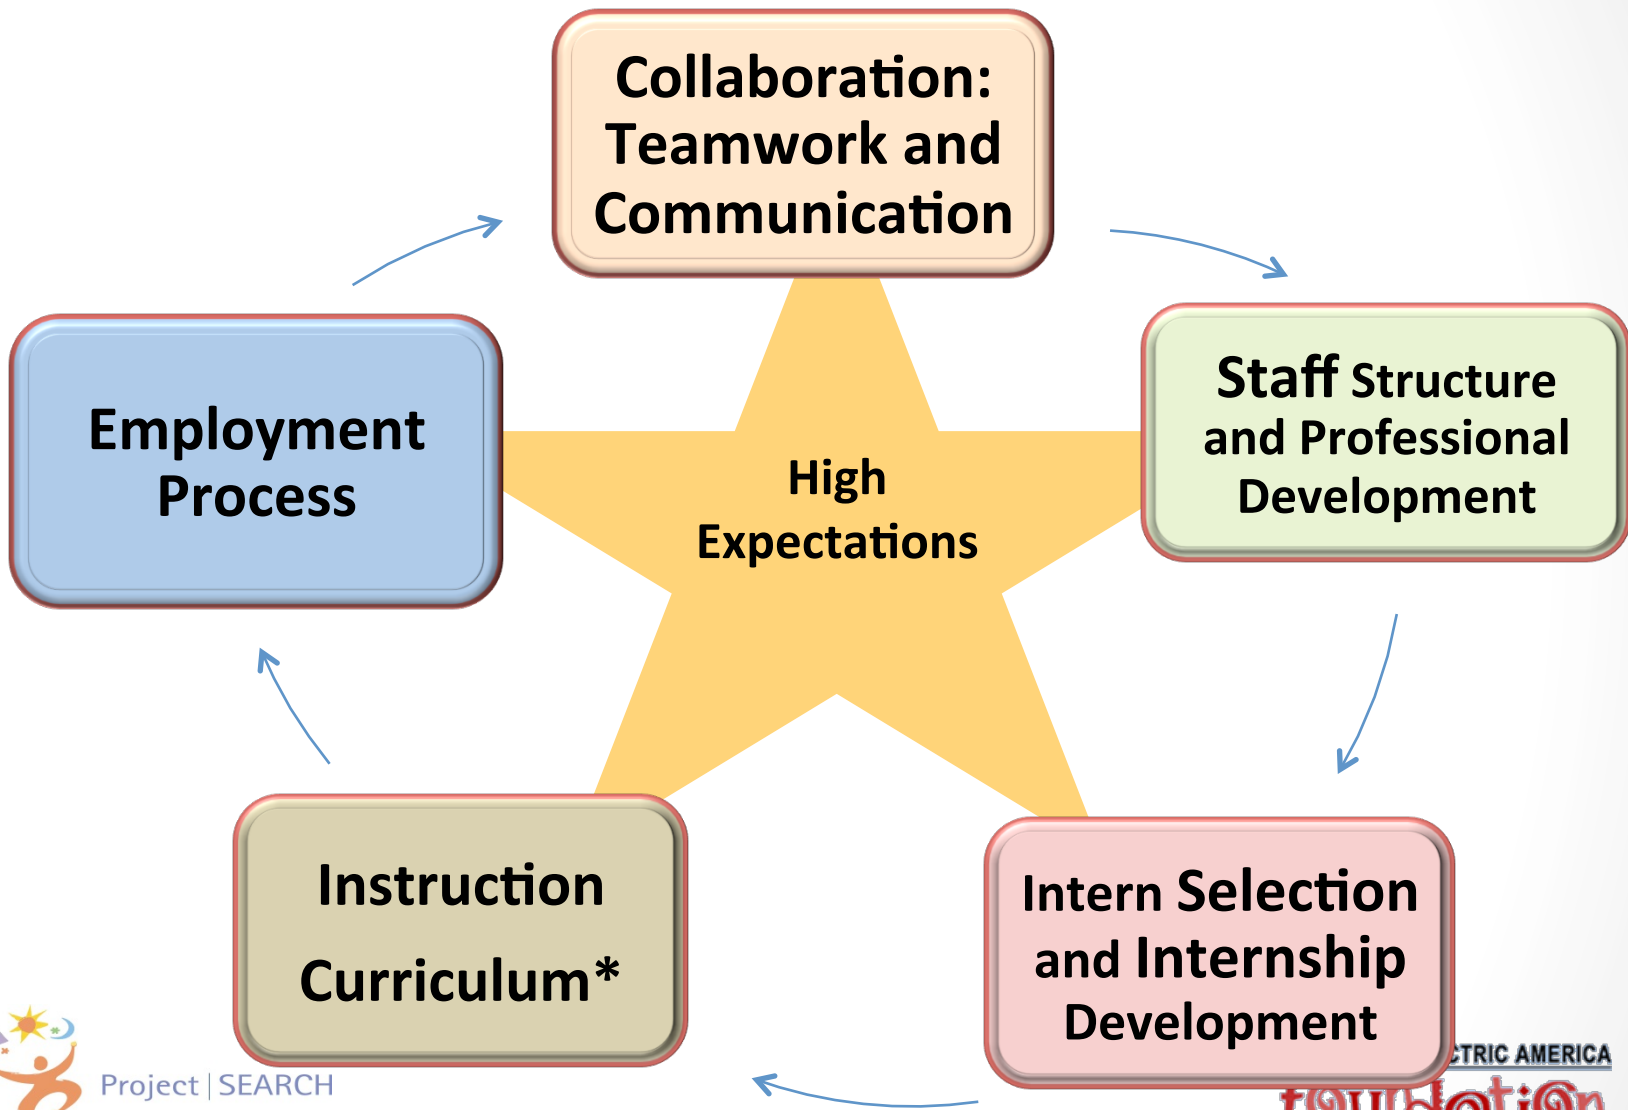 Collaboration:
Teamwork and
Communication
Staff Structure
and Professional
Development
Employment
Process
High
Expectations
Instruction
Curriculum*
Intern Selection
and Internship
Development
Project | SEARCH
CTRIC AMERICA
foundation